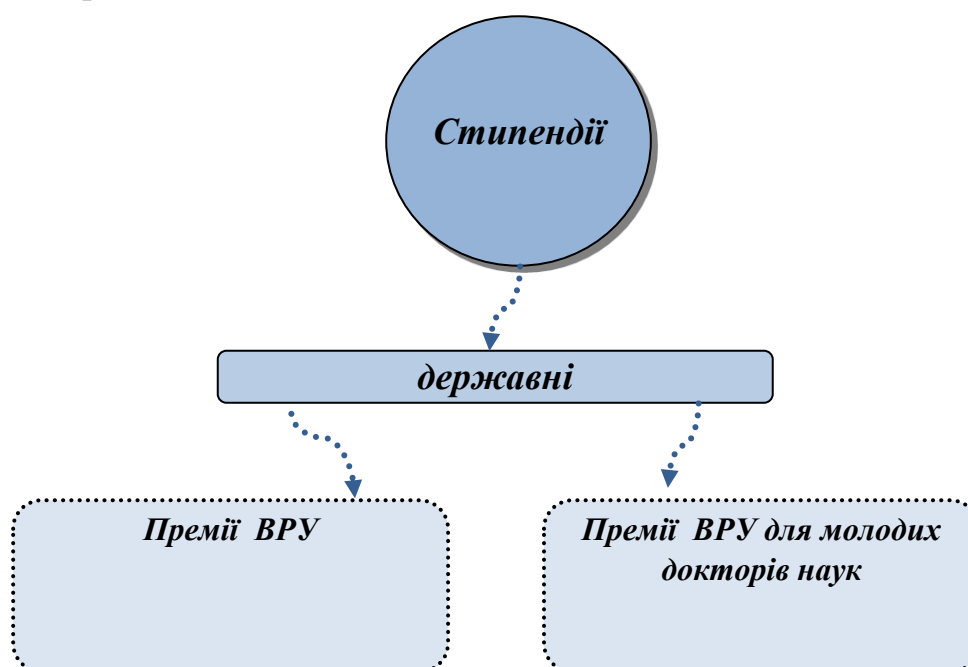 Стипендії
державні
Премії ВРУ
Премії ВРУ для молодих
докторів наук